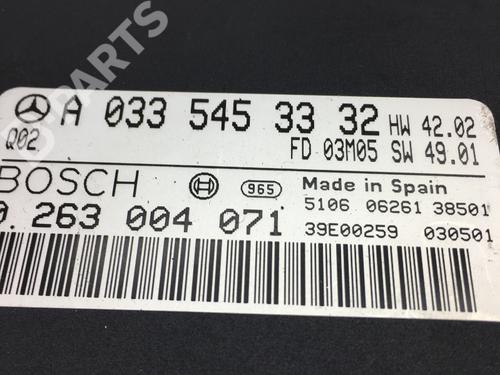 A 033 545 33 32 HW 42.02
Q02 FD 03M05 SW 49.01
BOSCH 965 Made in Spain
0.263 004 071 5106 06261 38501
39E00259 030501
B PARTS